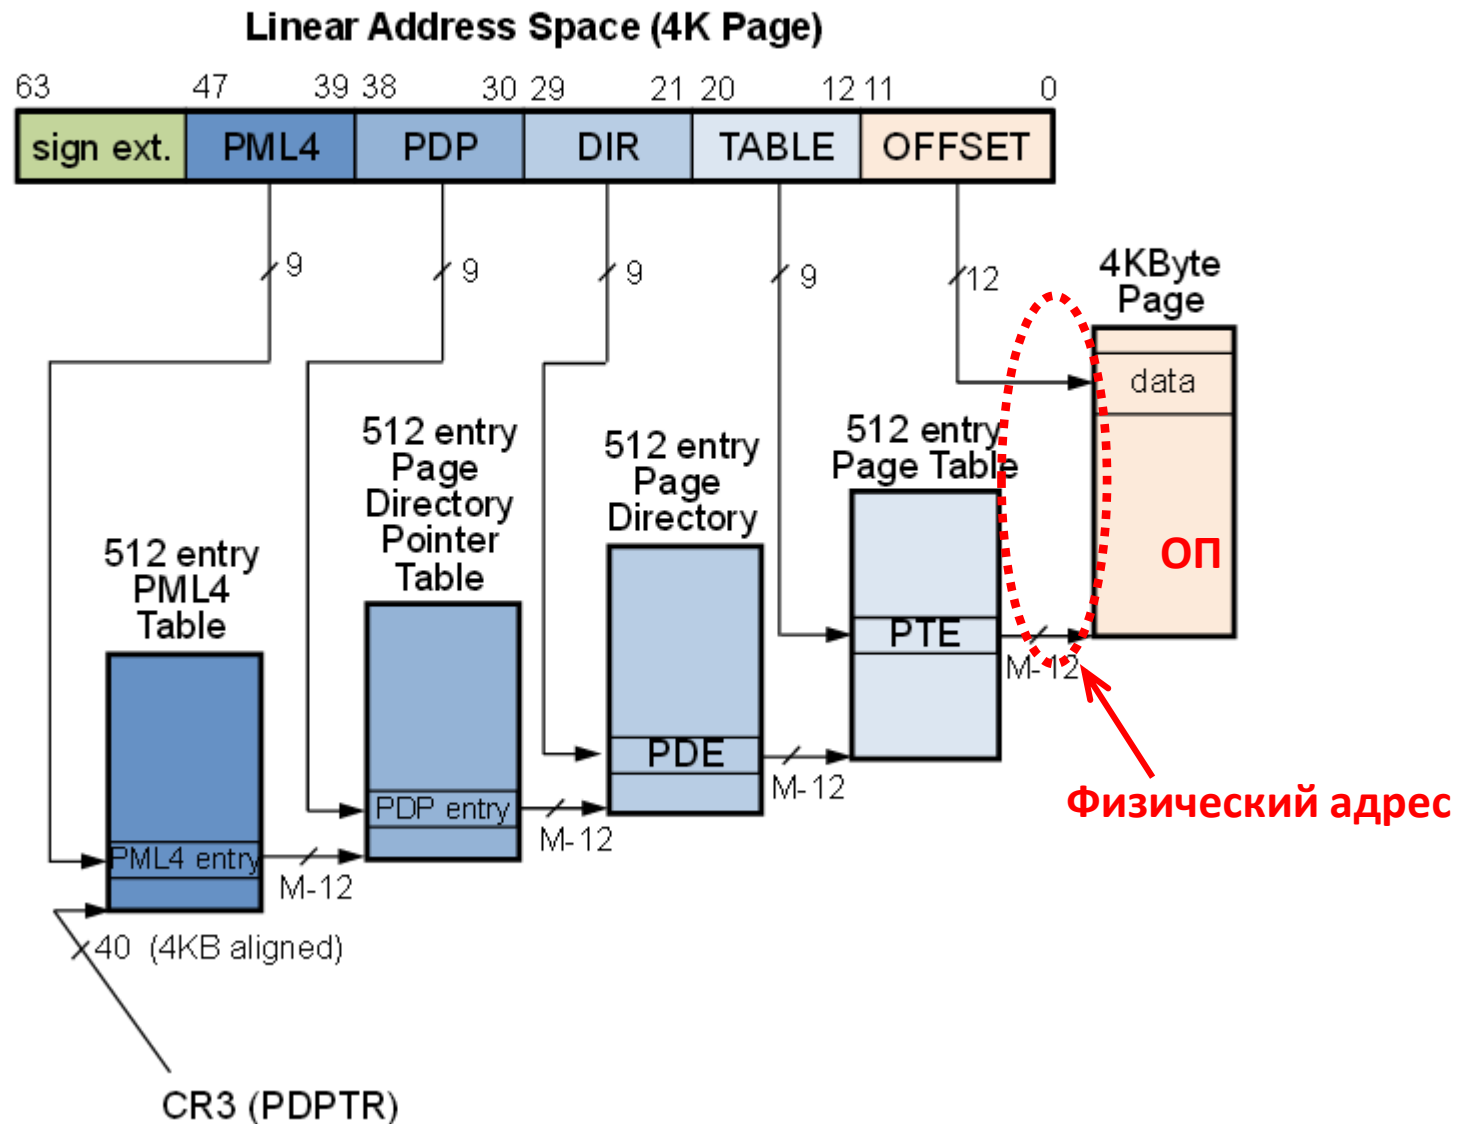 Linear Address Space (4K Page)
63 47 39 38 30 29 21 20 12 11 0
sign ext. PML4 PDP DIR TABLE OFFSET
9 9 9 9 12
4KByte
Page
data
512 entry
Page
Directory
Pointer
Table
512 entry
Page
Directory
512 entry
Page Table
512 entry
PML4
Table
ОП
PTE
M-12
PDE
M-12
PDP entry
M-12
PML4 entry
M-12
Физический адрес
40 (4KB aligned)
CR3 (PDPTR)